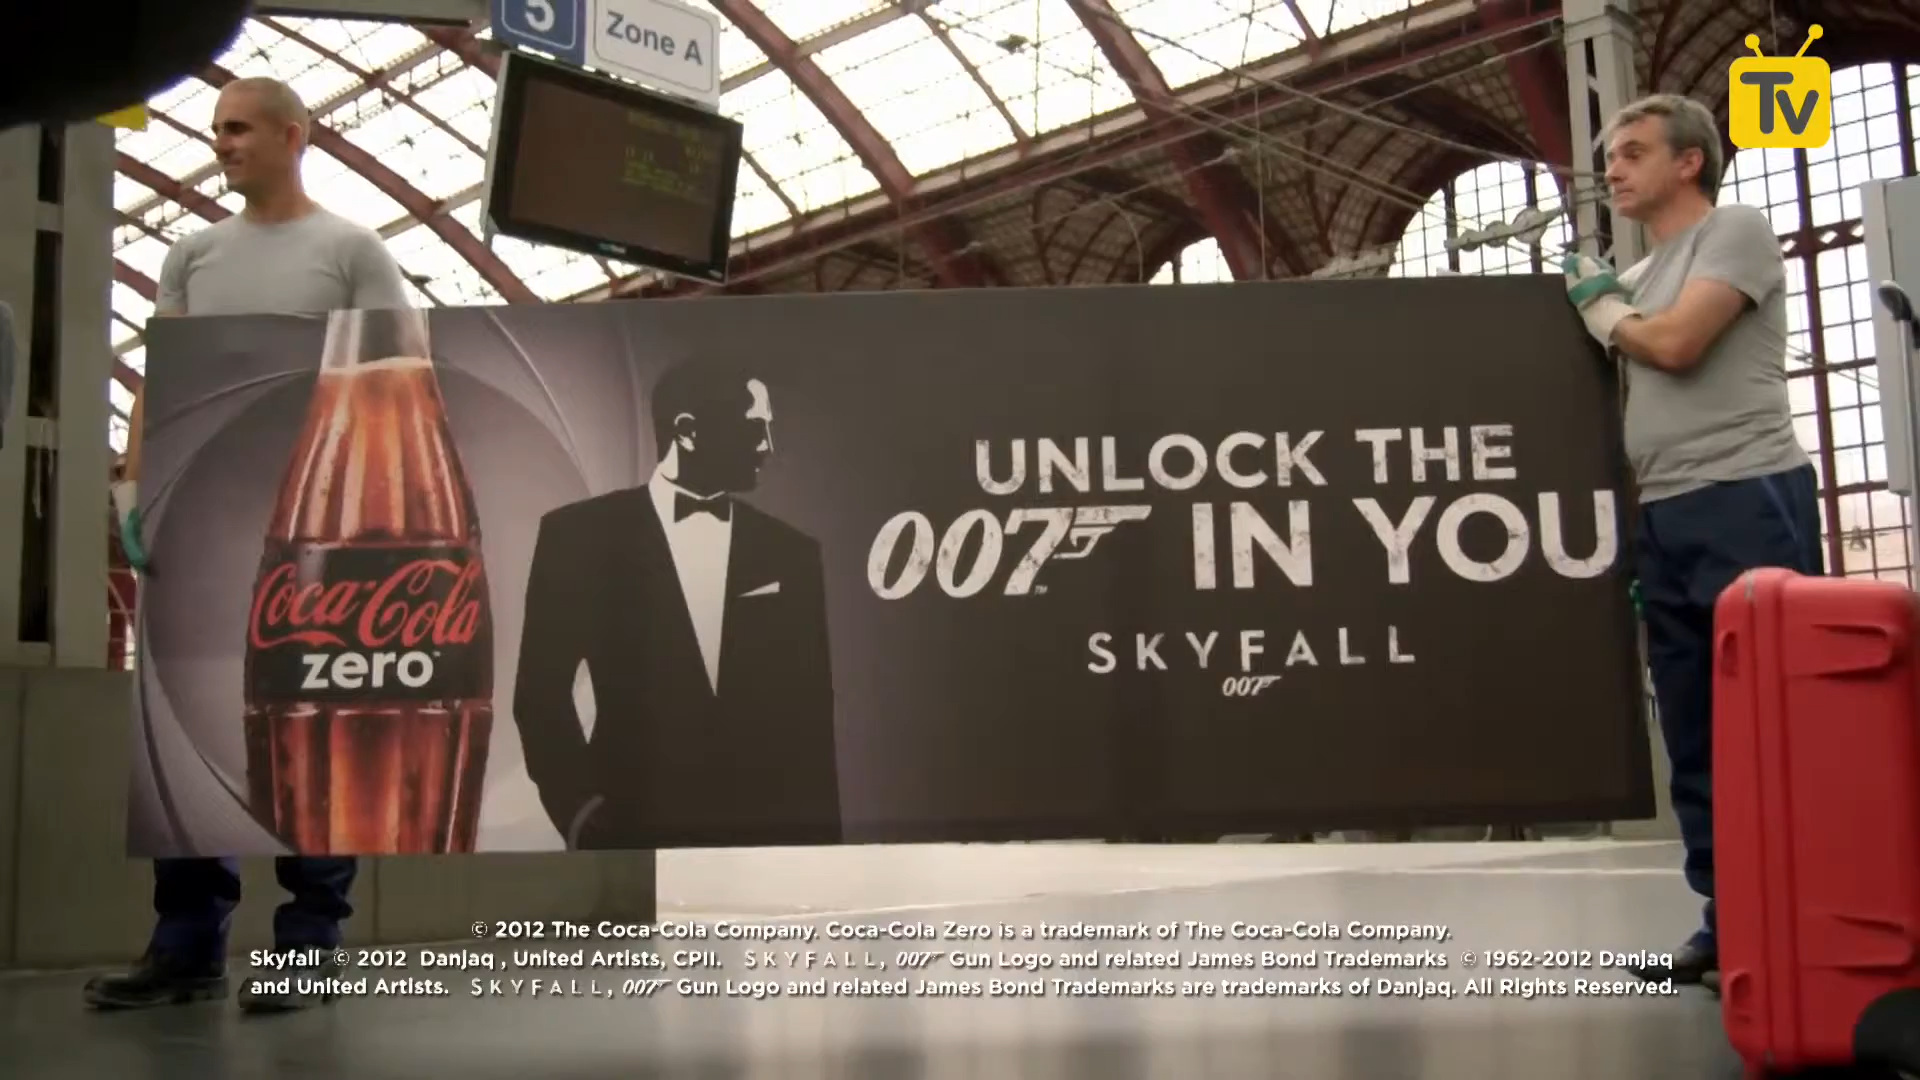 5
Zone A
Tv
UNLOCK THE
007 IN YOU
SKYFALL
007
Coca-Cola
zero
© 2012 The Coca-Cola Company. Coca-Cola Zero is a trademark of The Coca-Cola Company.
Skyfall © 2012 Danjaq , United Artists, CPII. SKYFALL, 007 Gun Logo and related James Bond Trademarks © 1962-2012 Danjaq
and United Artists. SKYFALL, 007 Gun Logo and related James Bond Trademarks are trademarks of Danjaq. All Rights Reserved.